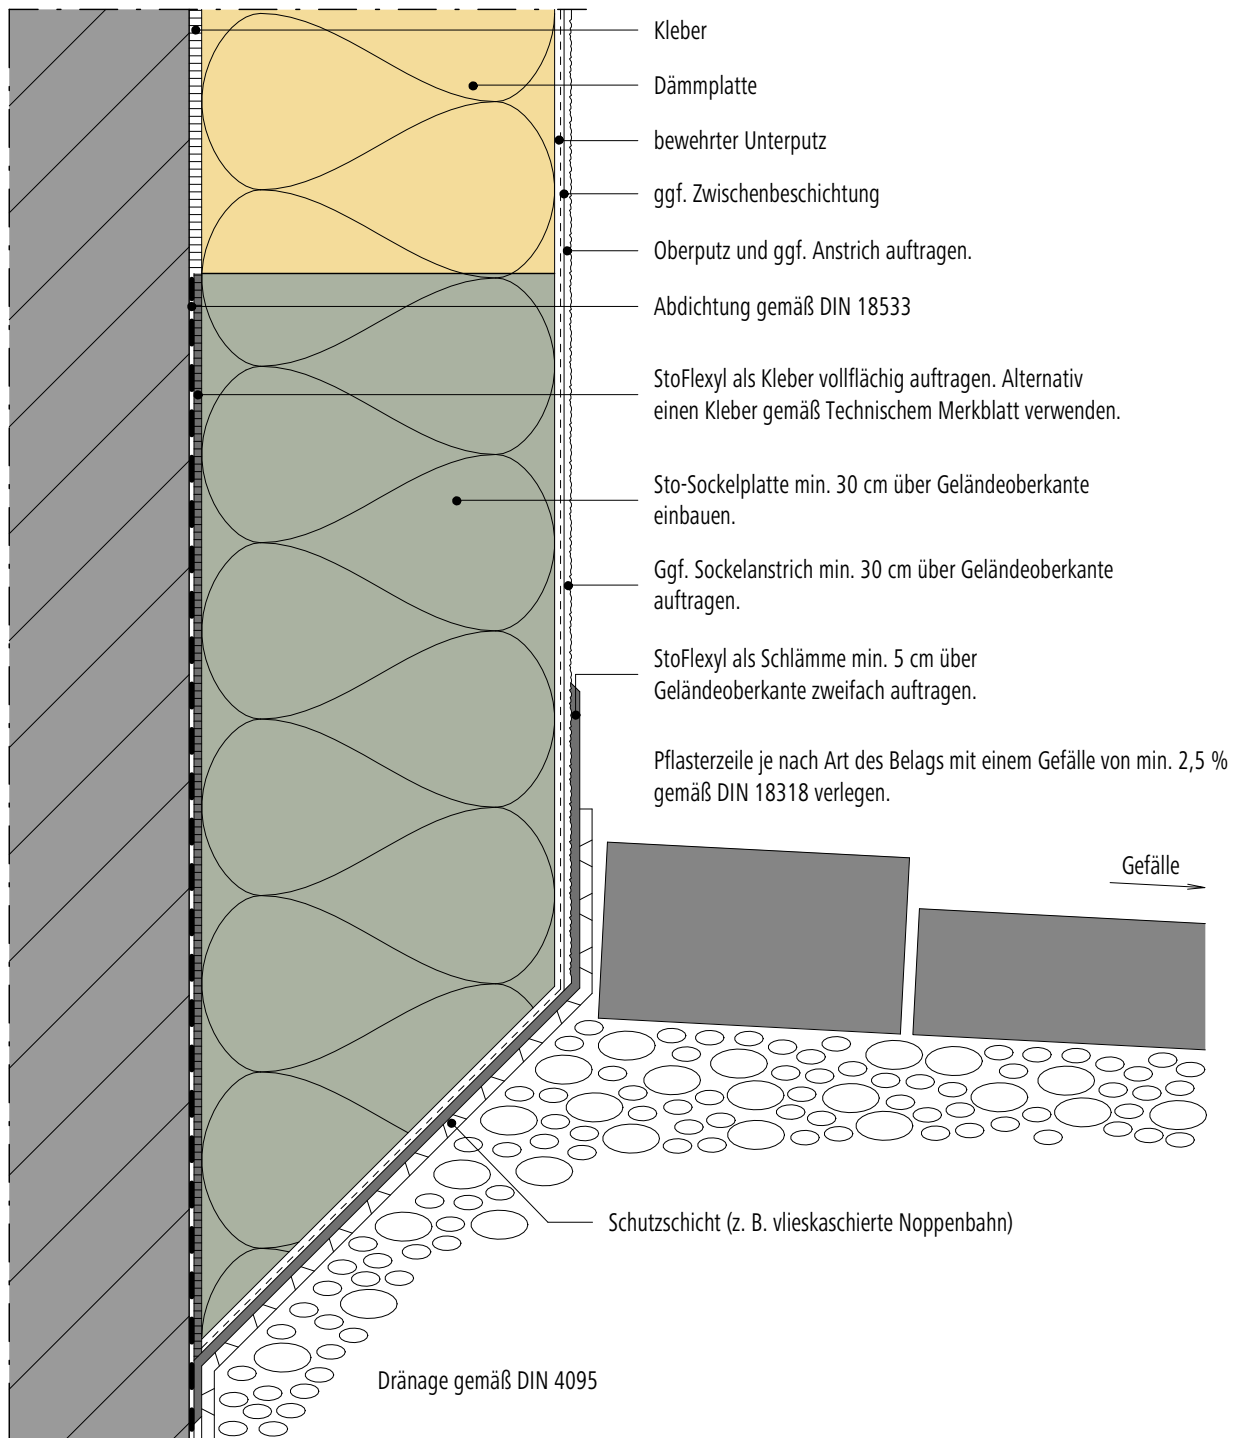 Kleber
Dämmplatte
bewehrter Unterputz
ggf. Zwischenbeschichtung
Oberputz und ggf. Anstrich auftragen.
Abdichtung gemäß DIN 18533
StoFlexyl als Kleber vollflächig auftragen. Alternativ
einen Kleber gemäß Technischem Merkblatt verwenden.
Sto-Sockelplatte min. 30 cm über Geländeoberkante
einbauen.
Ggf. Sockelanstrich min. 30 cm über Geländeoberkante
auftragen.
StoFlexyl als Schlämme min. 5 cm über
Geländeoberkante zweifach auftragen.
Pflasterzeile je nach Art des Belags mit einem Gefälle von min. 2,5 %
gemäß DIN 18318 verlegen.
Gefälle
Schutzschicht (z. B. vlieskaschierte Noppenbahn)
Dränage gemäß DIN 4095